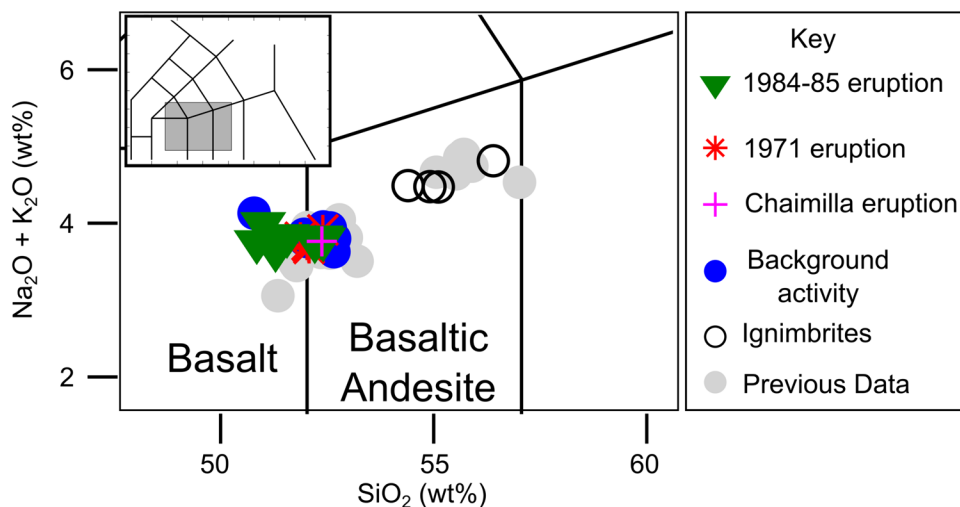 Key
1984-85 eruption
1971 eruption
Chaimilla eruption
Background
activity
Ignimbrites
Previous Data
Na₂O + K₂O (wt%)
6
4
2
Basalt
Basaltic
Andesite
50
55
60
SiO₂ (wt%)